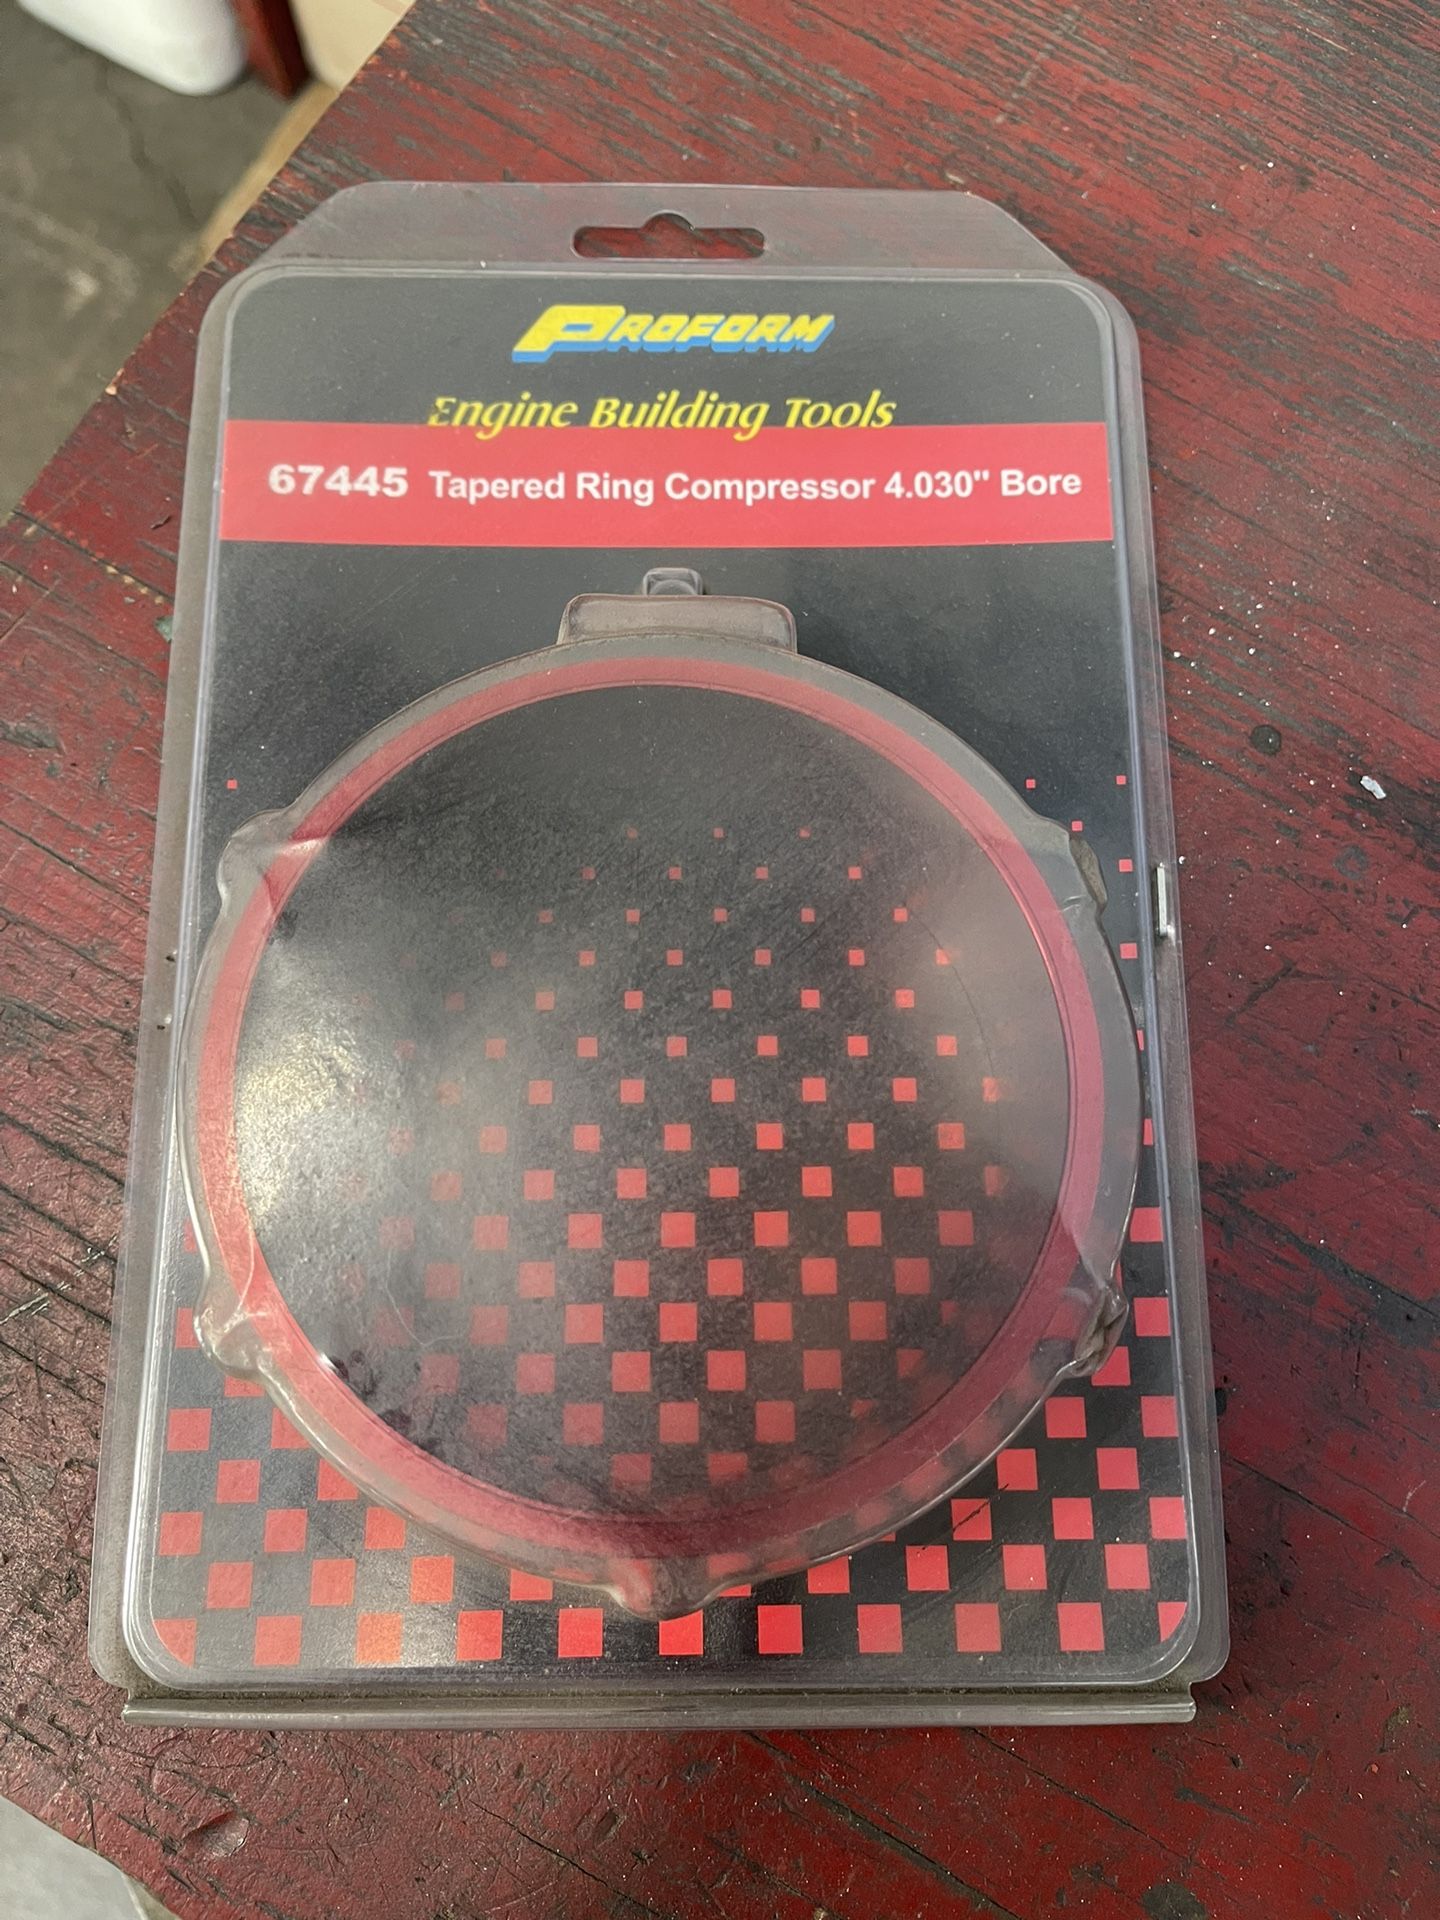 PROFORM
Engine Building Tools
67445 Tapered Ring Compressor 4.030" Bore